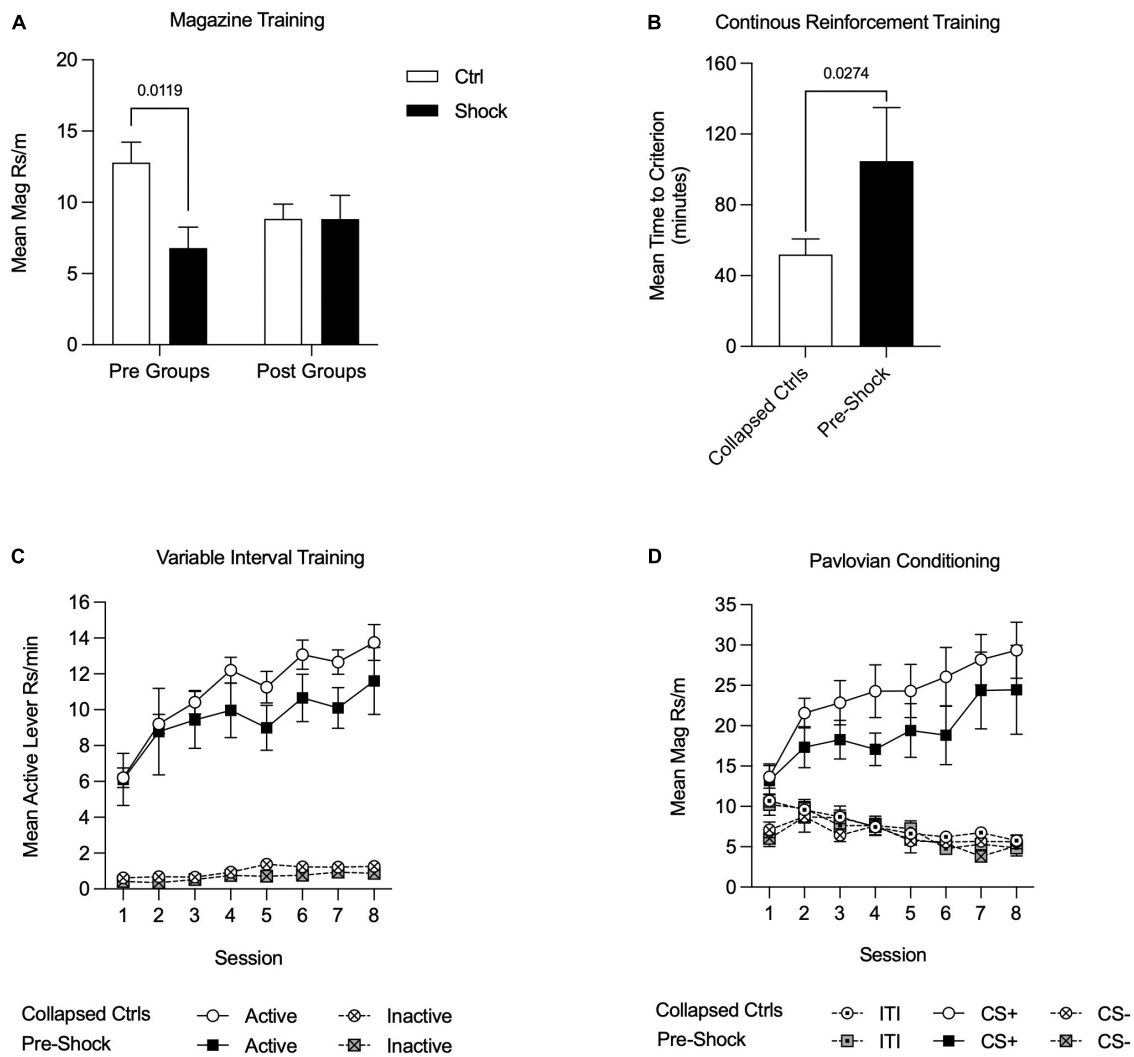 A
Magazine Training
20
15
10
5
0
Mean Mag Rs/m
0.0119
Ctrl
Shock
Pre Groups
Post Groups
B
Continous Reinforcement Training
160
120
80
40
0
Mean Time to Criterion
(minutes)
0.0274
Collapsed Ctrls
Pre-Shock
C
Variable Interval Training
16
14
12
10
8
6
4
2
0
Mean Active Lever Rs/min
1 2 3 4 5 6 7 8
Session
Collapsed Ctrls Active Inactive
Pre-Shock Active Inactive
D
Pavlovian Conditioning
35
30
25
20
15
10
5
0
Mean Mag Rs/m
1 2 3 4 5 6 7 8
Session
Collapsed Ctrls ITI CS+ CS-
Pre-Shock ITI CS+ CS-